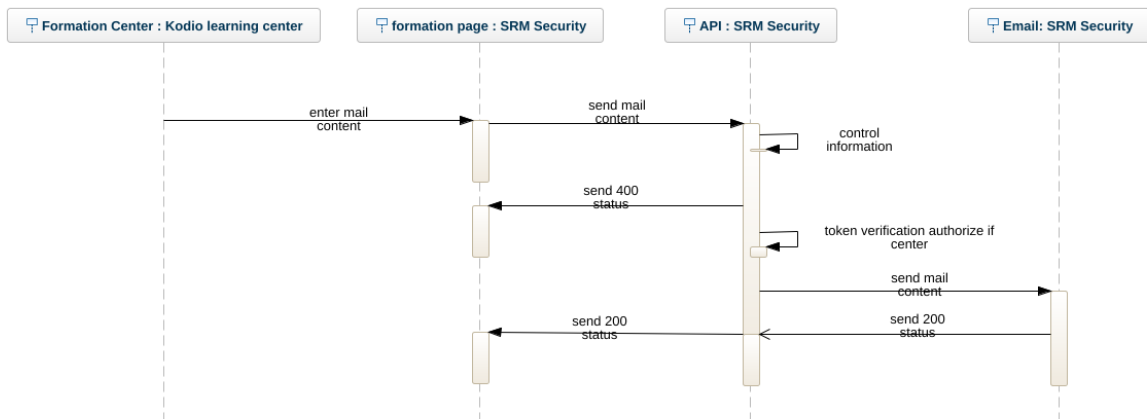 Formation Center : Kodio learning center
formation page : SRM Security
API : SRM Security
Email: SRM Security
enter mail
content
send mail
content
control
information
send 400
status
token verification authorize if
center
send mail
content
send 200
status
send 200
status